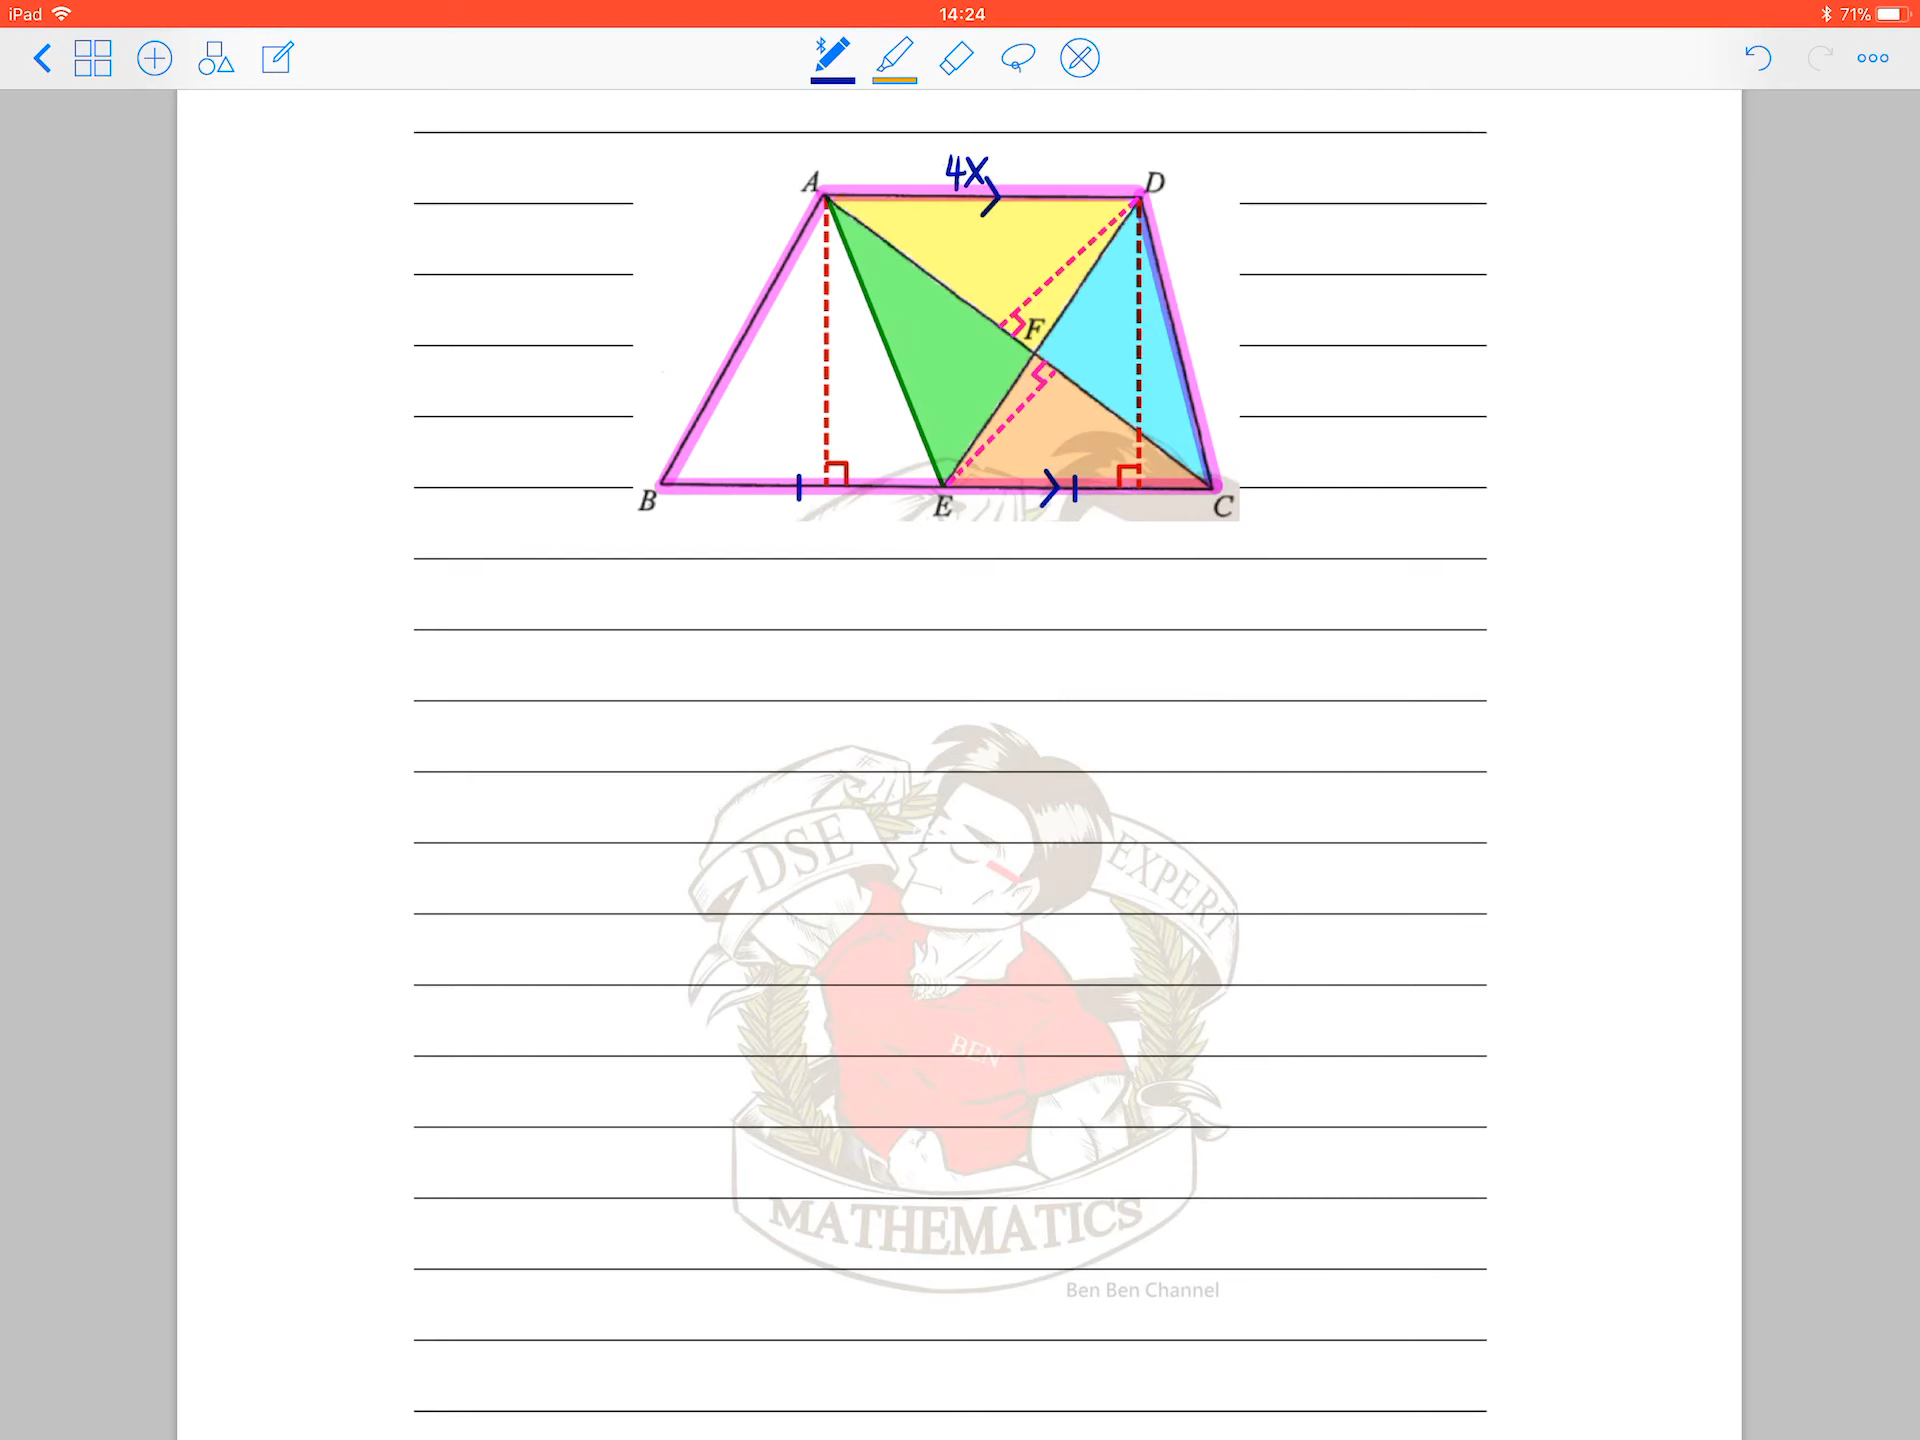 iPad 14:24 71%
4x
A D
F
B E C
DSE EXPERT
BEN
MATHEMATICS
Ben Ben Channel